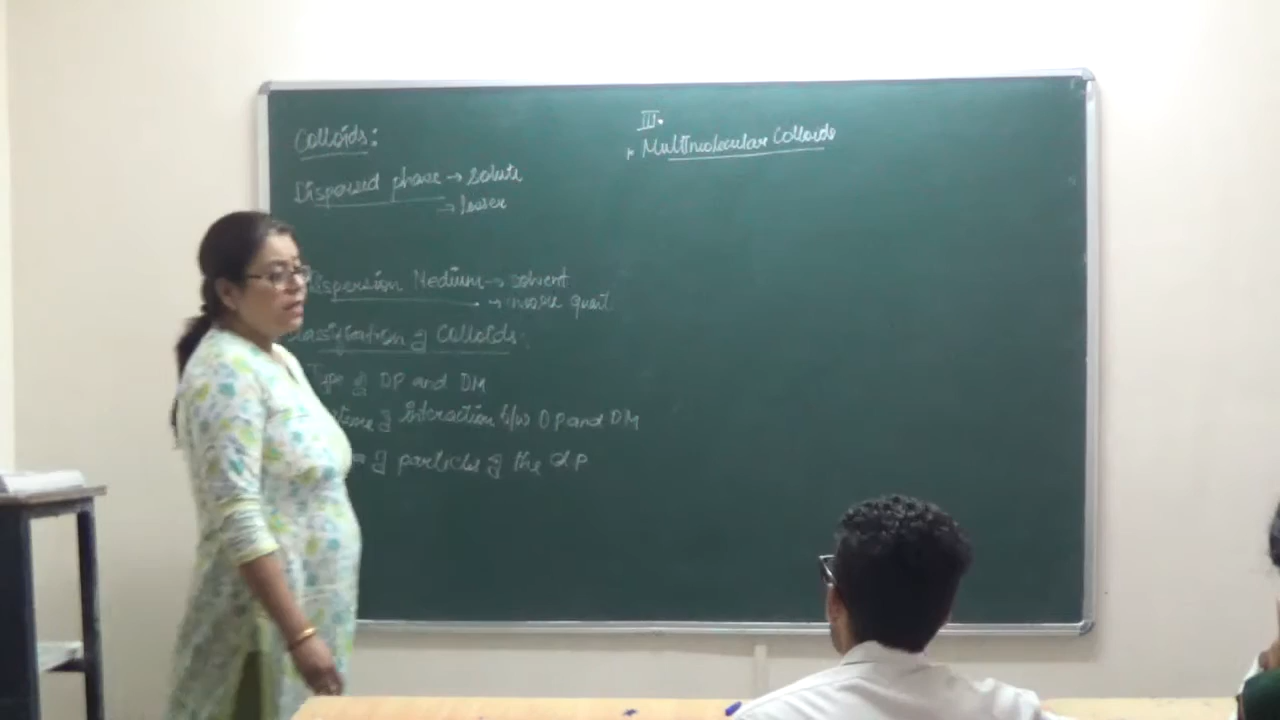 Colloids:
Dispersed phase → solute
→ lesser
Dispersion Medium → solvent
→ more quant.
Classification of Colloids:
Type of DP and DM
of interaction b/w DP and DM
of particles of the dP
III.
Multimolecular Colloids